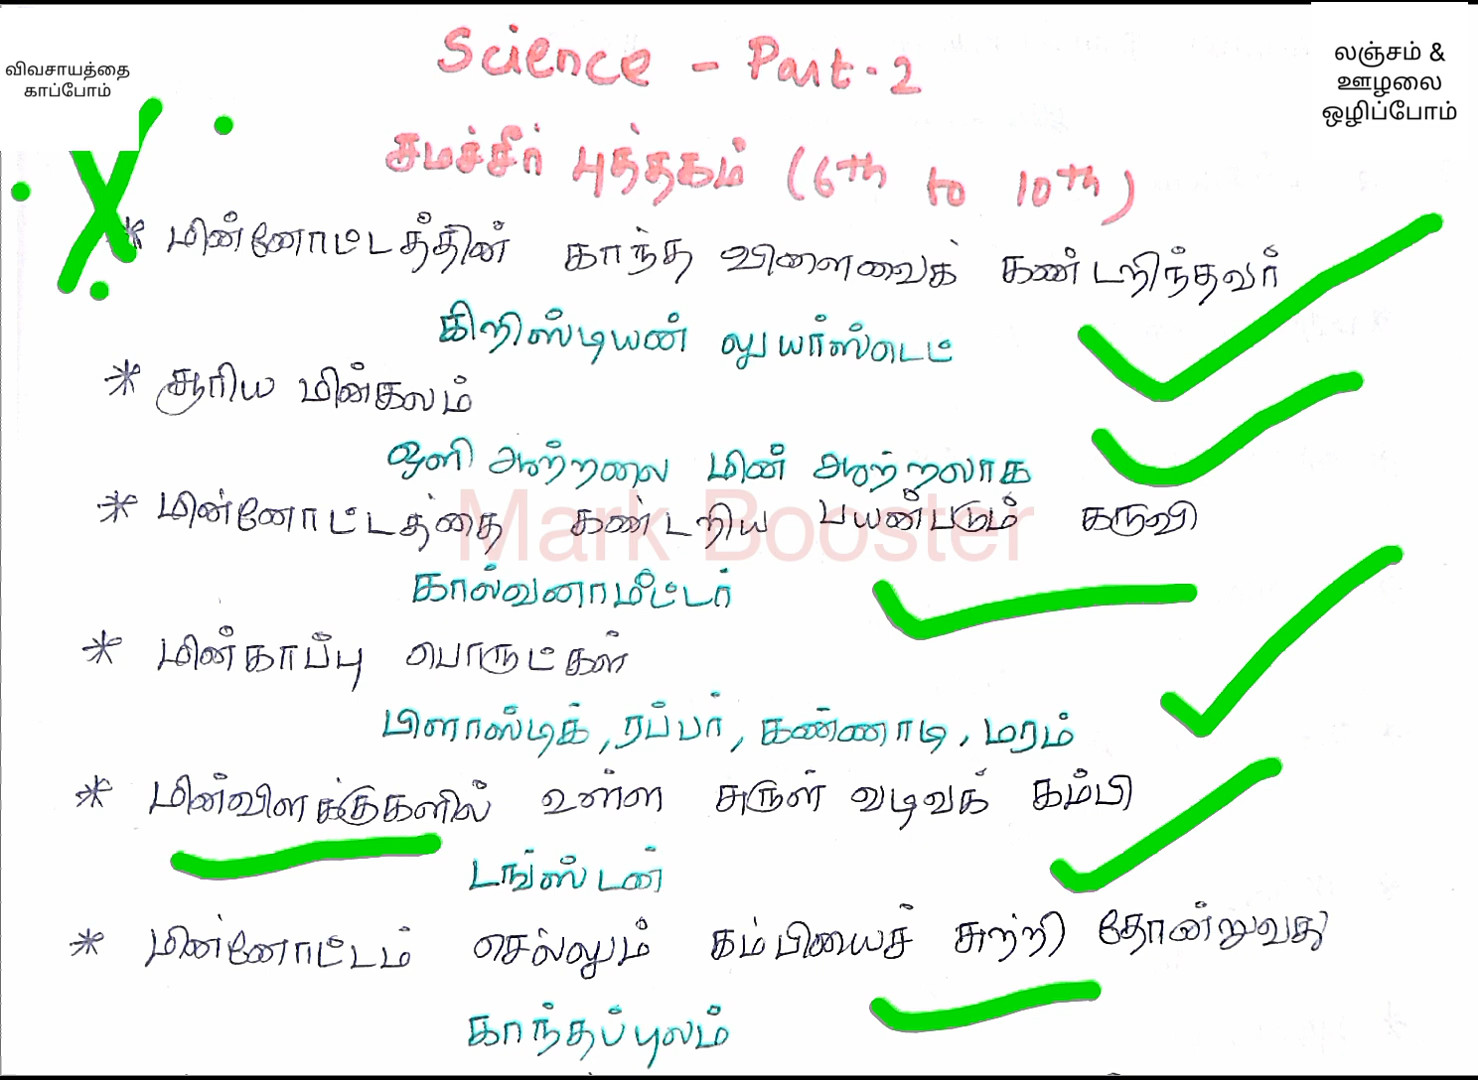 Science - Part-2
விவசாயத்தை
காப்போம்
லஞ்சம் &
ஊழலை
ஒழிப்போம்
சமச்சீர் புத்தகம் (6th to 10th)
* மின்னோட்டத்தின் காந்த விளைவைக் கண்டறிந்தவர்
கிறிஸ்டியன் லுயர்ஸ்டெட்
* சூரிய மின்கலம்
ஒளி ஆற்றலை மின் ஆற்றலாக
* மின்னோட்டத்தை கண்டறிய பயன்படும் கருவி
Mark Booster
கால்வனாமீட்டர்
* மின்காப்பு பொருட்கள்
பிளாஸ்டிக், ரப்பர், கண்ணாடி, மரம்
* மின்விளக்குகளில் உள்ள சுருள் வடிவக் கம்பி
டங்ஸ்டன்
* மின்னோட்டம் செல்லும் கம்பியைச் சுற்றி தோன்றுவது
காந்தப்புலம்